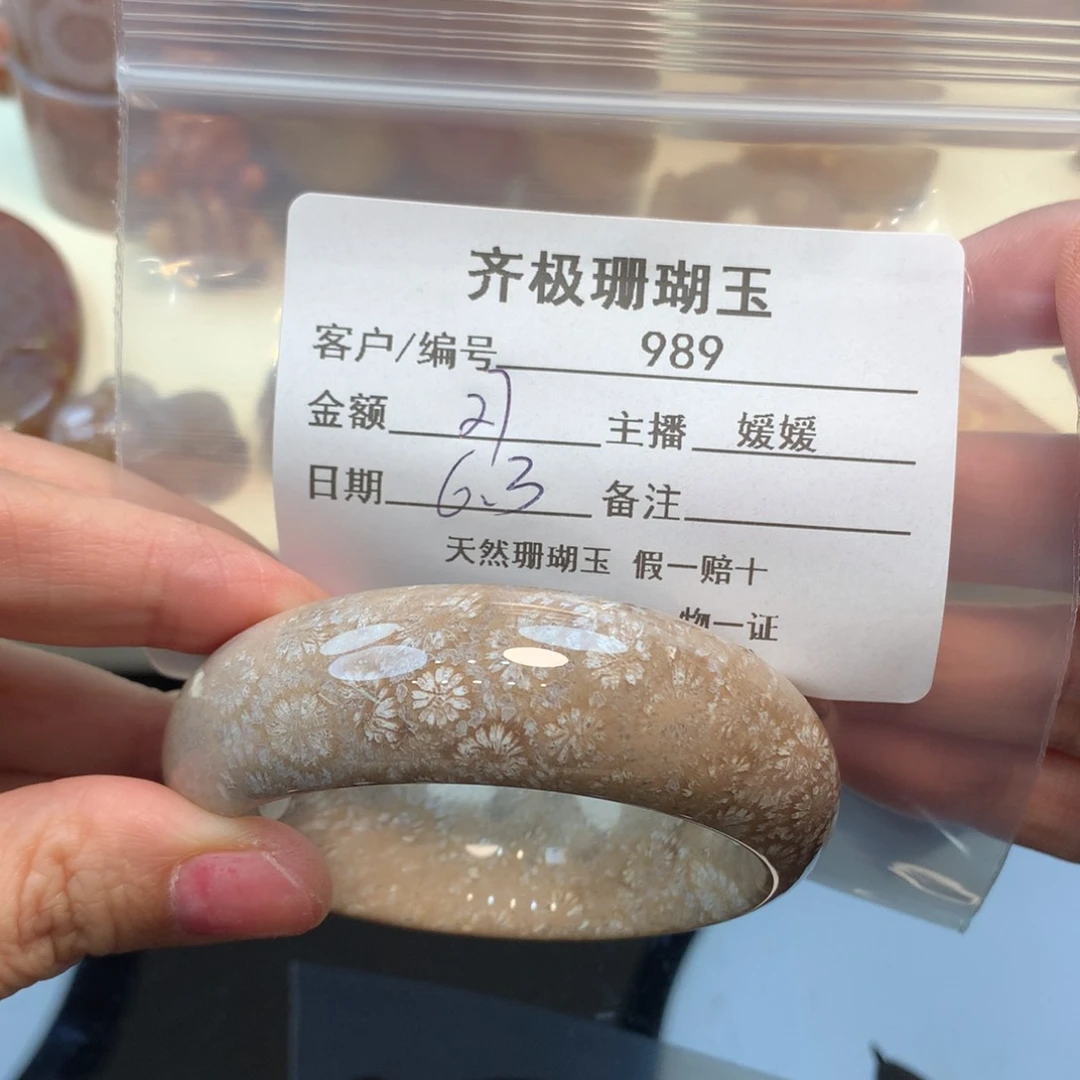 齐极珊瑚玉
客户/编号 989
金额 21 主播 媛媛
日期 6.3 备注
天然珊瑚玉 假一赔十
物一证